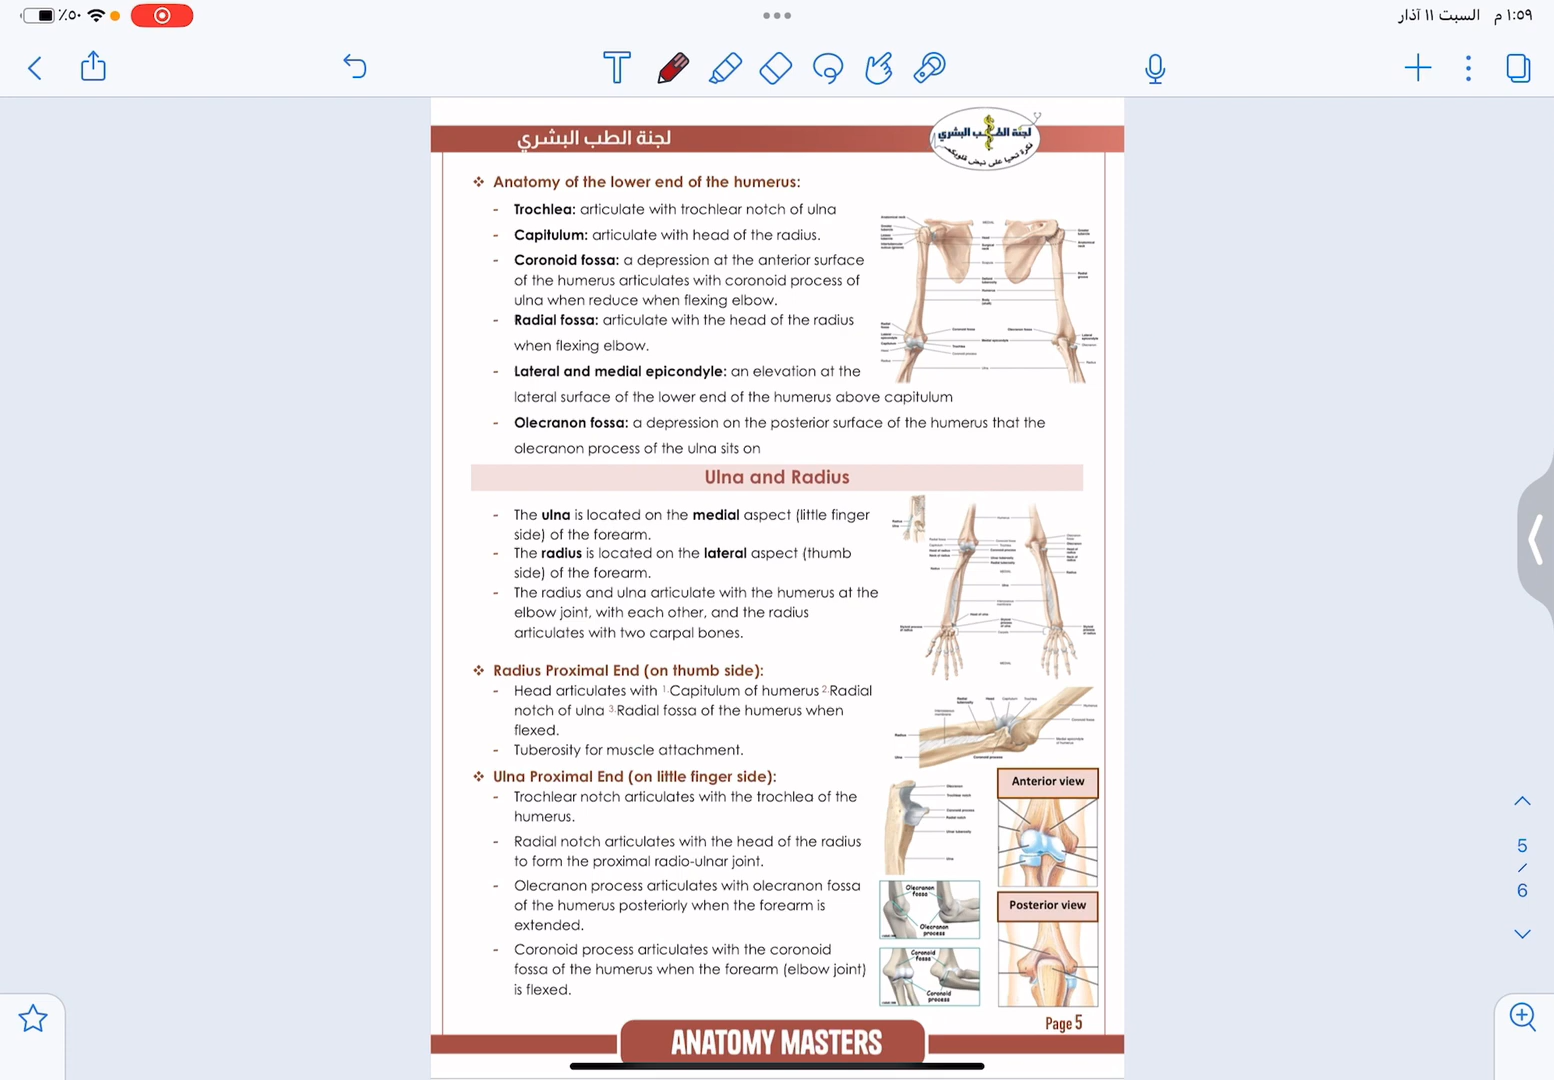 ٪٥٠
١:٥٩ م السبت ١١ آذار
لجنة الطب البشري
لجنة الطب البشري
فكرة تحيا على نبض قلوبكم
❖ Anatomy of the lower end of the humerus:
- Trochlea: articulate with trochlear notch of ulna
- Capitulum: articulate with head of the radius.
- Coronoid fossa: a depression at the anterior surface
of the humerus articulates with coronoid process of
ulna when reduce when flexing elbow.
- Radial fossa: articulate with the head of the radius
when flexing elbow.
- Lateral and medial epicondyle: an elevation at the
lateral surface of the lower end of the humerus above capitulum
- Olecranon fossa: a depression on the posterior surface of the humerus that the
olecranon process of the ulna sits on
Ulna and Radius
- The ulna is located on the medial aspect (little finger
side) of the forearm.
- The radius is located on the lateral aspect (thumb
side) of the forearm.
- The radius and ulna articulate with the humerus at the
elbow joint, with each other, and the radius
articulates with two carpal bones.
❖ Radius Proximal End (on thumb side):
- Head articulates with 1.Capitulum of humerus 2.Radial
notch of ulna 3.Radial fossa of the humerus when
flexed.
- Tuberosity for muscle attachment.
❖ Ulna Proximal End (on little finger side):
- Trochlear notch articulates with the trochlea of the
humerus.
- Radial notch articulates with the head of the radius
to form the proximal radio-ulnar joint.
- Olecranon process articulates with olecranon fossa
of the humerus posteriorly when the forearm is
extended.
- Coronoid process articulates with the coronoid
fossa of the humerus when the forearm (elbow joint)
is flexed.
Anterior view
Posterior view
Olecranon
fossa
Olecranon
process
Coronoid
fossa
Coronoid
process
Page 5
ANATOMY MASTERS
5
/
6